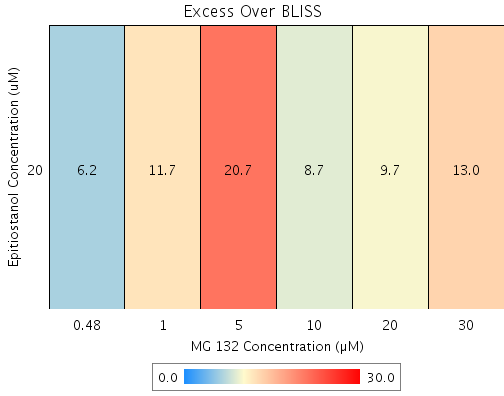 Excess Over BLISS
Epitiostanol Concentration (uM)
20
6.2 11.7 20.7 8.7 9.7 13.0
0.48 1 5 10 20 30
MG 132 Concentration (µM)
0.0 30.0